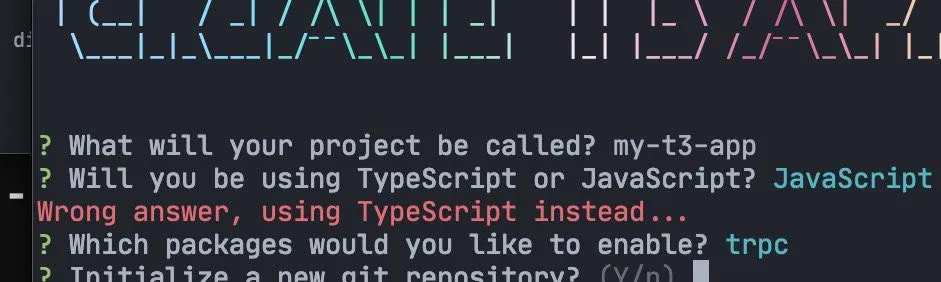 ? What will your project be called? my-t3-app
? Will you be using TypeScript or JavaScript? JavaScript
Wrong answer, using TypeScript instead...
? Which packages would you like to enable? trpc
? Initialize a new git repository? (Y/n)